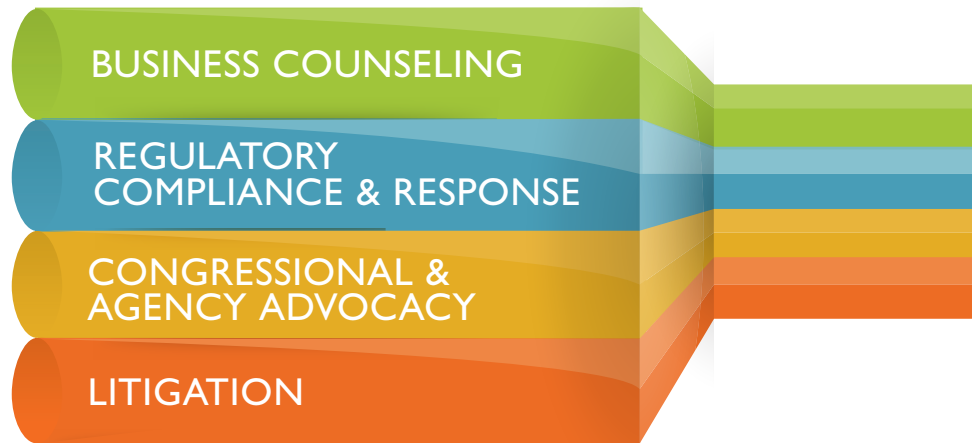 BUSINESS COUNSELING
REGULATORY
COMPLIANCE & RESPONSE
CONGRESSIONAL &
AGENCY ADVOCACY
LITIGATION